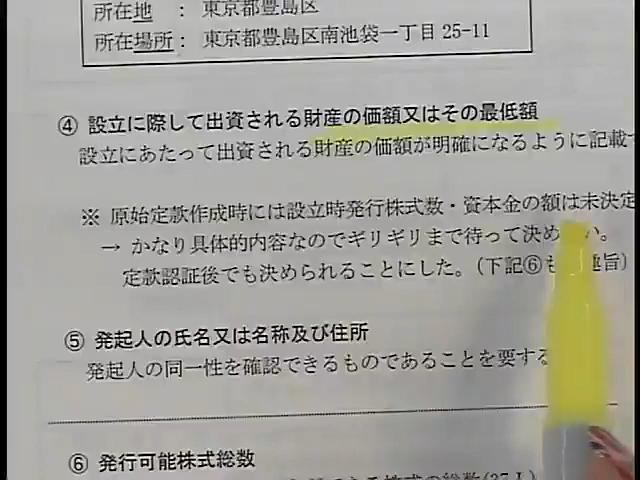 所在地　：　東京都豊島区
所在場所：　東京都豊島区南池袋一丁目25-11
④ 設立に際して出資される財産の価額又はその最低額
設立にあたって出資される財産の価額が明確になるように記載
※ 原始定款作成時には設立時発行株式数・資本金の額は未決定
→ かなり具体的内容なのでギリギリまで待って決め い。
定款認証後でも決められることにした。（下記⑥も 趣旨）
⑤ 発起人の氏名又は名称及び住所
発起人の同一性を確認できるものであることを要する
⑥ 発行可能株式総数